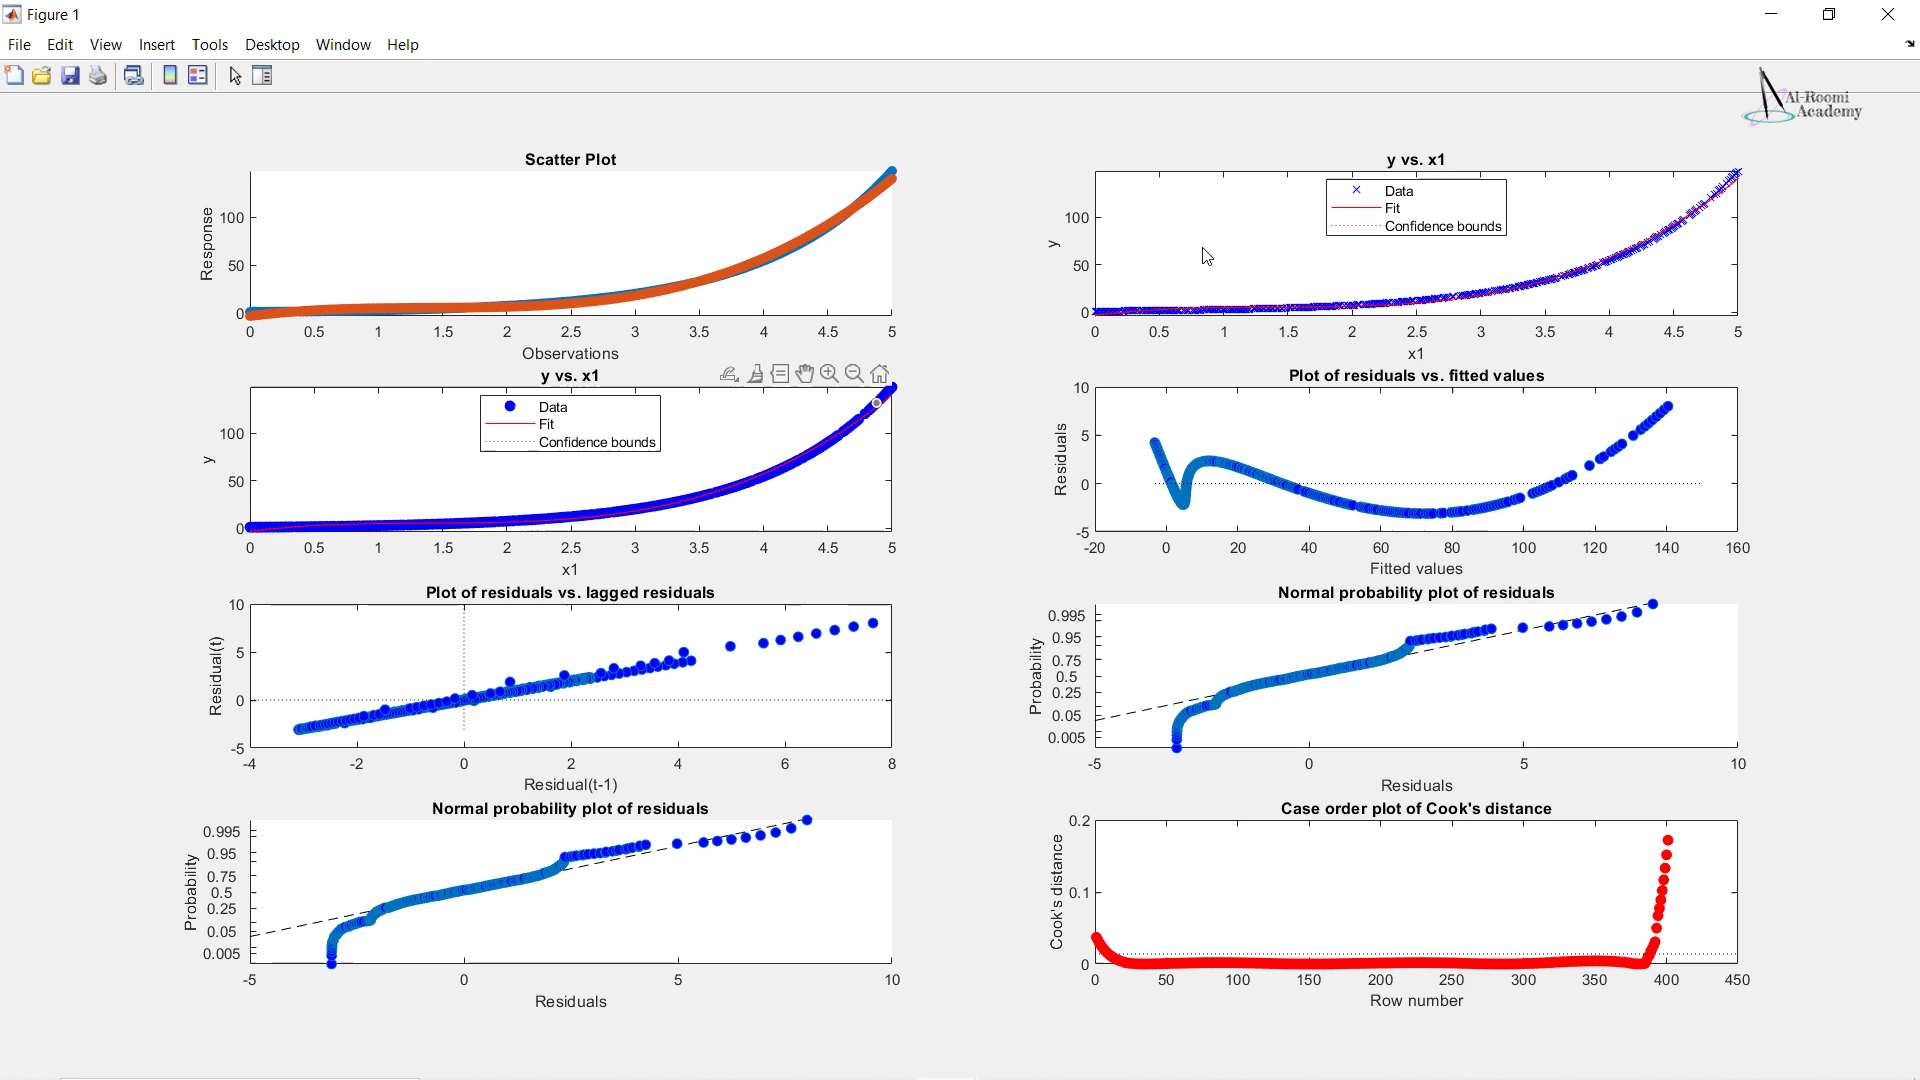 Figure 1
File Edit View Insert Tools Desktop Window Help
Al-Roomi
Academy
Scatter Plot
Response
100
50
0
0 0.5 1 1.5 2 2.5 3 3.5 4 4.5 5
Observations
y vs. x1
Data
Fit
Confidence bounds
y
100
50
0
0 0.5 1 1.5 2 2.5 3 3.5 4 4.5 5
x1
y vs. x1
Data
Fit
Confidence bounds
y
100
50
0
0 0.5 1 1.5 2 2.5 3 3.5 4 4.5 5
x1
Plot of residuals vs. fitted values
Residuals
10
5
0
-5
-20 0 20 40 60 80 100 120 140 160
Fitted values
Plot of residuals vs. lagged residuals
Residual(t)
10
5
0
-5
-4 -2 0 2 4 6 8
Residual(t-1)
Normal probability plot of residuals
Probability
0.995
0.95
0.75
0.5
0.25
0.05
0.005
-5 0 5 10
Residuals
Normal probability plot of residuals
Probability
0.995
0.95
0.75
0.5
0.25
0.05
0.005
-5 0 5 10
Residuals
Case order plot of Cook's distance
Cook's distance
0.2
0.1
0
0 50 100 150 200 250 300 350 400 450
Row number